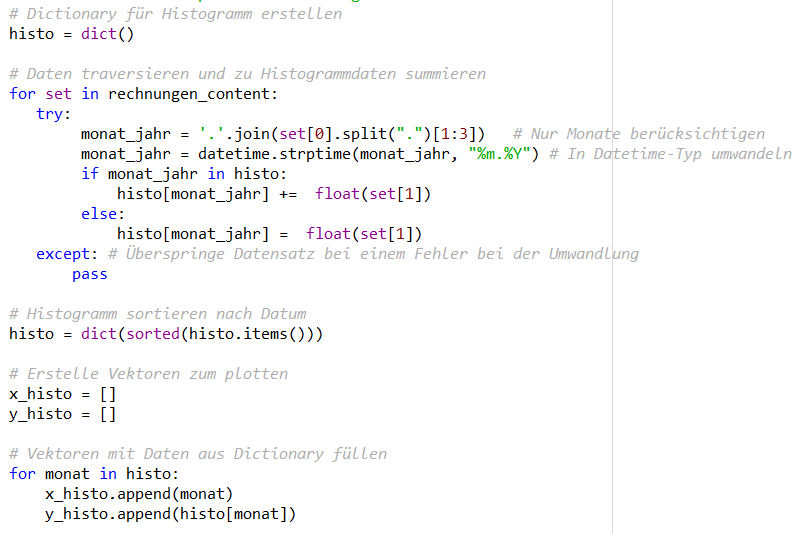 # Dictionary für Histogramm erstellen
histo = dict()

# Daten traversieren und zu Histogrammdaten summieren
for set in rechnungen_content:
   try:
        monat_jahr = '.'.join(set[0].split(".")[1:3])   # Nur Monate berücksichtigen
        monat_jahr = datetime.strptime(monat_jahr, "%m.%Y") # In Datetime-Typ umwandeln
        if monat_jahr in histo:
            histo[monat_jahr] +=  float(set[1])
        else:
            histo[monat_jahr] =  float(set[1])
   except: # Überspringe Datensatz bei einem Fehler bei der Umwandlung
       pass

# Histogramm sortieren nach Datum
histo = dict(sorted(histo.items()))

# Erstelle Vektoren zum plotten
x_histo = []
y_histo = []

# Vektoren mit Daten aus Dictionary füllen
for monat in histo:
    x_histo.append(monat)
    y_histo.append(histo[monat])